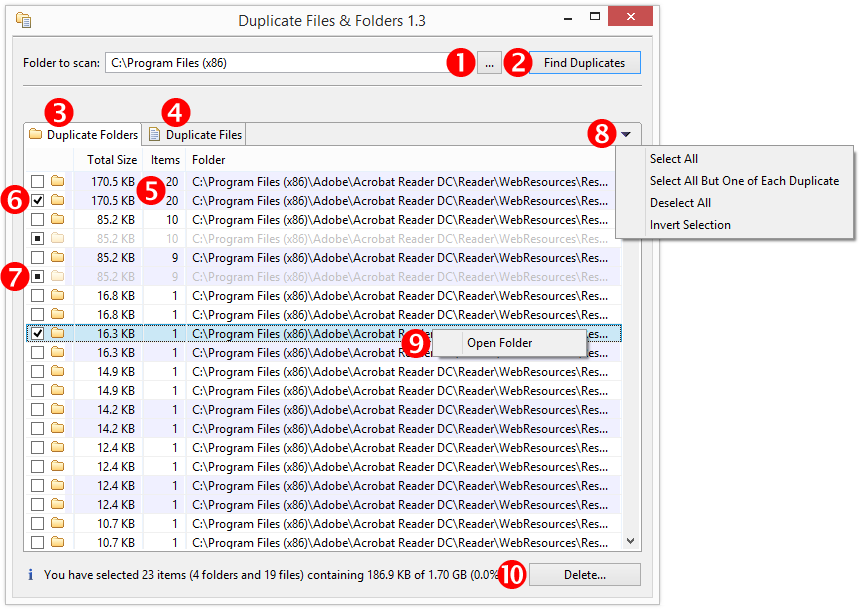 Duplicate Files & Folders 1.3
Folder to scan: C:\Program Files (x86) 1 ... 2 Find Duplicates
3 4
Duplicate Folders Duplicate Files 8
Total Size Items Folder
Select All
Select All But One of Each Duplicate
Deselect All
Invert Selection
170.5 KB 20 C:\Program Files (x86)\Adobe\Acrobat Reader DC\Reader\WebResources\Res...
5
6 170.5 KB 20 C:\Program Files (x86)\Adobe\Acrobat Reader DC\Reader\WebResources\Res...
85.2 KB 10 C:\Program Files (x86)\Adobe\Acrobat Reader DC\Reader\WebResources\Res...
85.2 KB 10 C:\Program Files (x86)\Adobe\Acrobat Reader DC\Reader\WebResources\Res...
85.2 KB 9 C:\Program Files (x86)\Adobe\Acrobat Reader DC\Reader\WebResources\Res...
7 85.2 KB 9 C:\Program Files (x86)\Adobe\Acrobat Reader DC\Reader\WebResources\Res...
16.8 KB 1 C:\Program Files (x86)\Adobe\Acrobat Reader DC\Reader\WebResources\Res...
16.8 KB 1 C:\Program Files (x86)\Adobe\Acrobat Reader DC\Reader\WebResources\Res...
16.3 KB 1 C:\Program Files (x86)\Adobe\Acrobat
9 Open Folder
16.3 KB 1 C:\Program Files (x86)\Adobe\Acrobat Reader DC\Reader\WebResources\Res...
14.9 KB 1 C:\Program Files (x86)\Adobe\Acrobat Reader DC\Reader\WebResources\Res...
14.9 KB 1 C:\Program Files (x86)\Adobe\Acrobat Reader DC\Reader\WebResources\Res...
14.2 KB 1 C:\Program Files (x86)\Adobe\Acrobat Reader DC\Reader\WebResources\Res...
14.2 KB 1 C:\Program Files (x86)\Adobe\Acrobat Reader DC\Reader\WebResources\Res...
12.4 KB 1 C:\Program Files (x86)\Adobe\Acrobat Reader DC\Reader\WebResources\Res...
12.4 KB 1 C:\Program Files (x86)\Adobe\Acrobat Reader DC\Reader\WebResources\Res...
12.4 KB 1 C:\Program Files (x86)\Adobe\Acrobat Reader DC\Reader\WebResources\Res...
12.4 KB 1 C:\Program Files (x86)\Adobe\Acrobat Reader DC\Reader\WebResources\Res...
10.7 KB 1 C:\Program Files (x86)\Adobe\Acrobat Reader DC\Reader\WebResources\Res...
10.7 KB 1 C:\Program Files (x86)\Adobe\Acrobat Reader DC\Reader\WebResources\Res...
You have selected 23 items (4 folders and 19 files) containing 186.9 KB of 1.70 GB (0.0% 10 Delete...